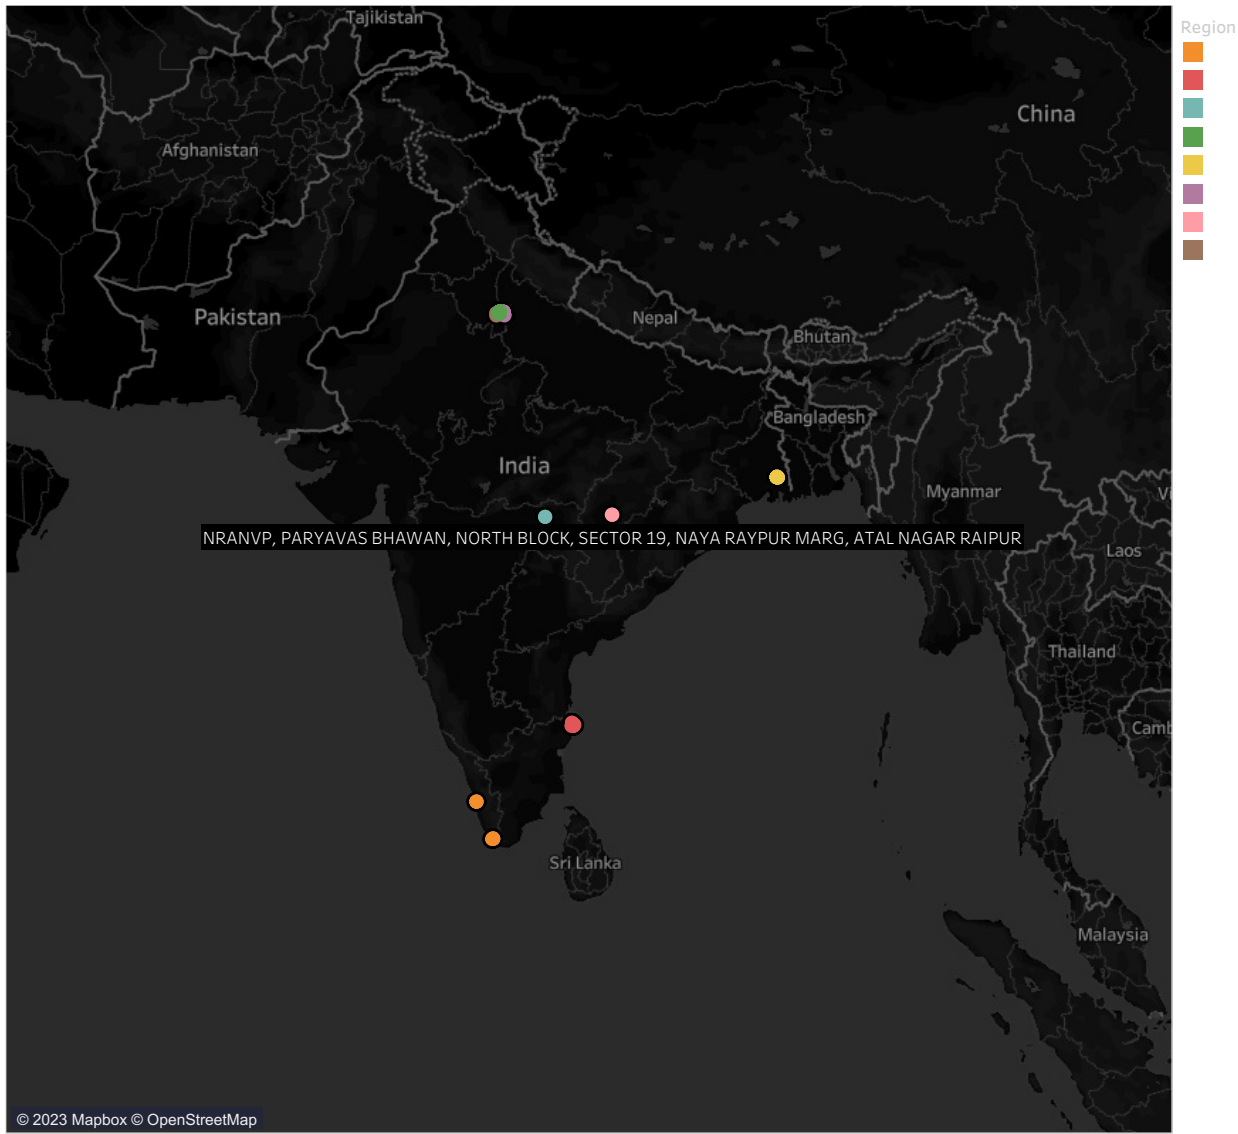 Tajikistan
Region
China
Afghanistan
Pakistan
Nepal
Bhutan
Bangladesh
India
Myanmar
Vi
NRANVP, PARYAVAS BHAWAN, NORTH BLOCK, SECTOR 19, NAYA RAYPUR MARG, ATAL NAGAR RAIPUR
Laos
Thailand
Camb
Sri Lanka
Malaysia
© 2023 Mapbox © OpenStreetMap